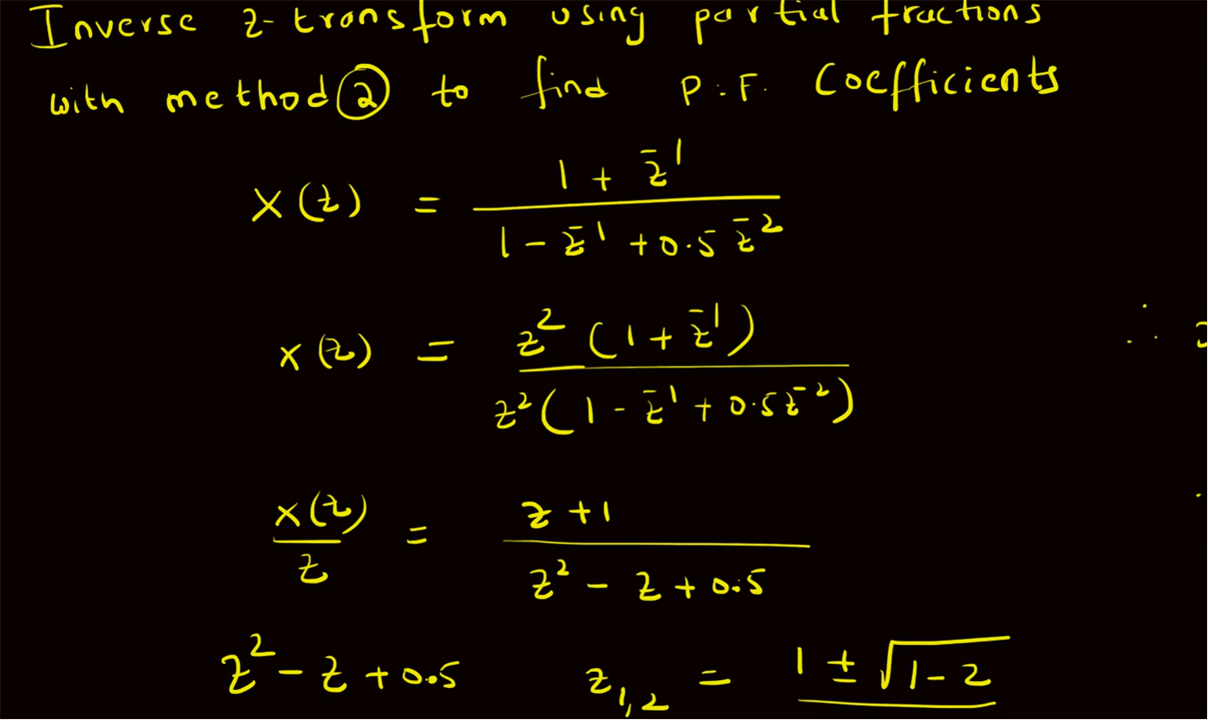 Inverse z-transform using partial fractions
with method ② to find P.F. Coefficients
X(z) = (1 + z⁻¹) / (1 - z⁻¹ + 0.5 z⁻²)
X(z) = z² (1 + z⁻¹) / z² (1 - z⁻¹ + 0.5z⁻²)
X(z)/z = (z + 1) / (z² - z + 0.5)
z² - z + 0.5 z₁,₂ = 1 ± √(1-2)